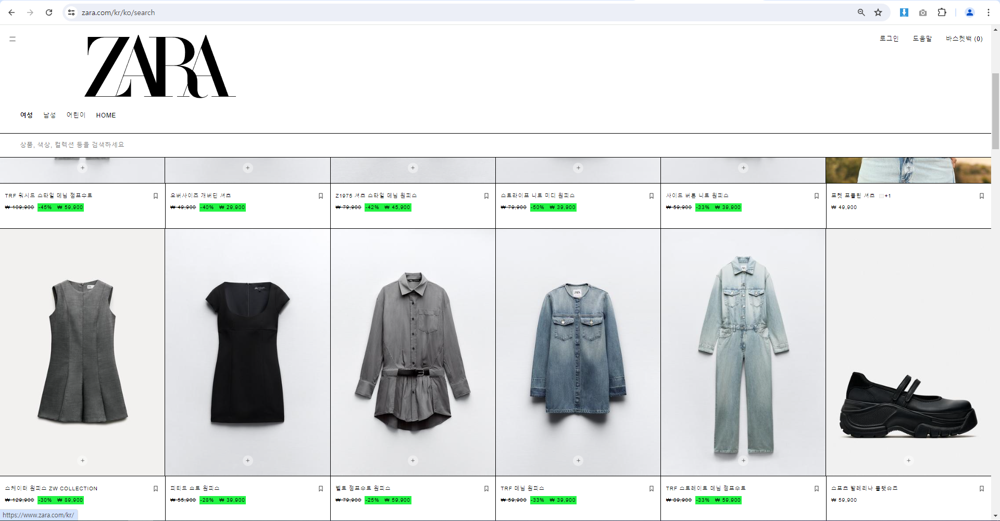 zara.com/kr/ko/search
ZARA
로그인 도움말 바스켓백 (0)
여성 남성 어린이 HOME
상품, 색상, 컬렉션 등을 검색하세요
TRF 워시드 스타일 데님 점프수트
₩ 109,900 -45% ₩ 59,900
오버사이즈 개버딘 셔츠
₩ 49,900 -40% ₩ 29,900
Z1975 셔츠 스타일 데님 원피스
₩ 79,900 -42% ₩ 45,900
스트라이프 니트 미디 원피스
₩ 79,900 -50% ₩ 39,900
사이드 버튼 니트 원피스
₩ 59,900 -33% ₩ 39,900
포켓 포플린 셔츠 +1
₩ 49,900
ZARA
스케이터 원피스 ZW COLLECTION
₩ 129,900 -30% ₩ 89,900
피티드 쇼트 원피스
₩ 55,900 -28% ₩ 39,900
벨트 점프수트 원피스
₩ 79,900 -25% ₩ 59,900
TRF 데님 원피스
₩ 59,900 -33% ₩ 39,900
TRF 스트레이트 데님 점프수트
₩ 89,900 -33% ₩ 59,900
스포츠 발레리나 플랫슈즈
₩ 59,900
https://www.zara.com/kr/